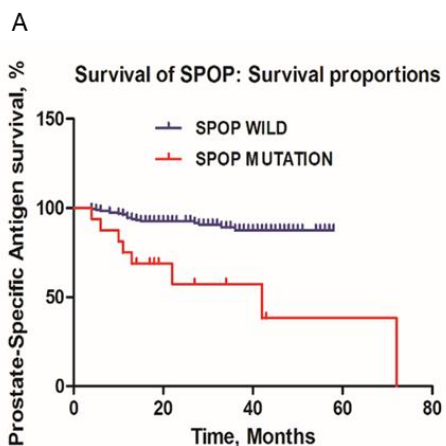 A
Survival of SPOP: Survival proportions
Prostate-Specific Antigen survival, %
150
SPOP WILD
SPOP MUTATION
100
50
0
0 20 40 60 80
Time, Months